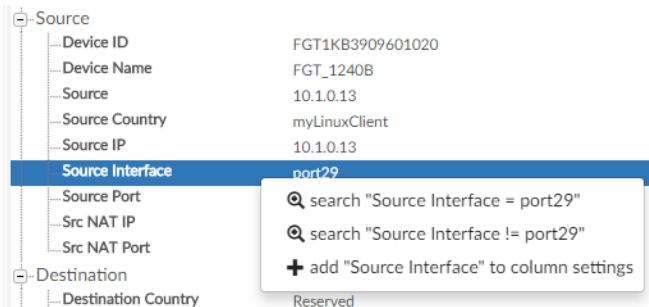 Source
Device ID FGT1KB3909601020
Device Name FGT_1240B
Source 10.1.0.13
Source Country myLinuxClient
Source IP 10.1.0.13
Source Interface port29
Source Port
search "Source Interface = port29"
Src NAT IP
search "Source Interface != port29"
Src NAT Port
add "Source Interface" to column settings
Destination
Destination Country Reserved